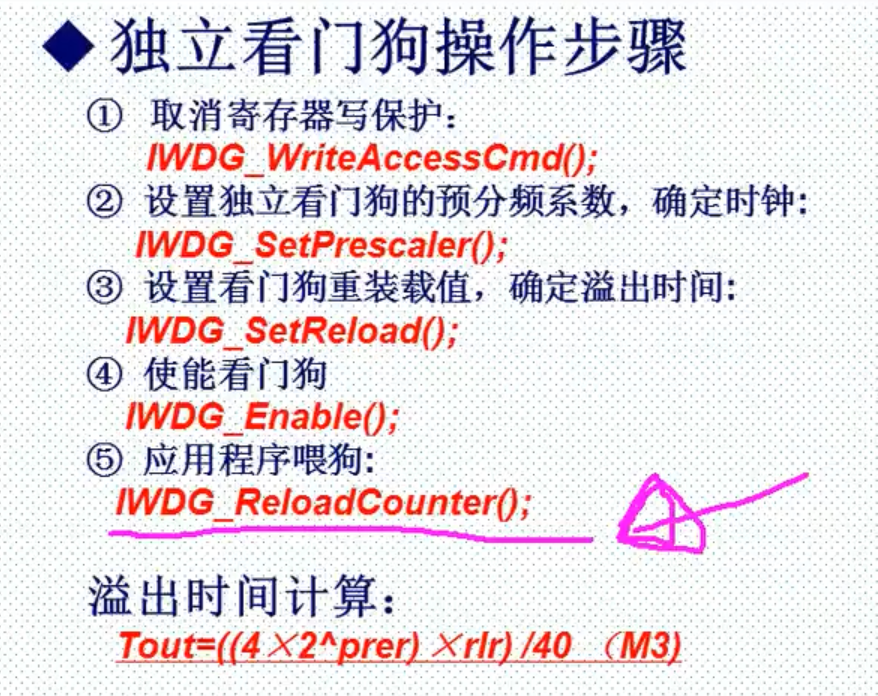 ◆ 独立看门狗操作步骤
① 取消寄存器写保护：
IWDG_WriteAccessCmd();
② 设置独立看门狗的预分频系数，确定时钟:
IWDG_SetPrescaler();
③ 设置看门狗重装载值，确定溢出时间:
IWDG_SetReload();
④ 使能看门狗
IWDG_Enable();
⑤ 应用程序喂狗:
IWDG_ReloadCounter();
溢出时间计算：
Tout=((4×2^prer) ×rlr) /40 （M3)